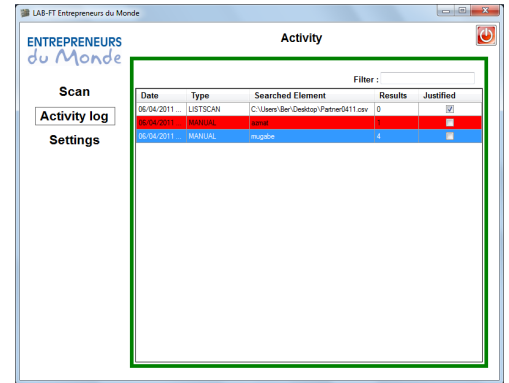 LAB-FT Entrepreneurs du Monde
ENTREPRENEURS
du Monde
Activity
Scan
Activity log
Settings
Filter :
Date Type Searched Element Results Justified
06/04/2011 ... LISTSCAN C:\Users\Ber\Desktop\Partner0411.csv 0
06/04/2011 ... MANUAL 1
06/04/2011 ... MANUAL mugabe 4